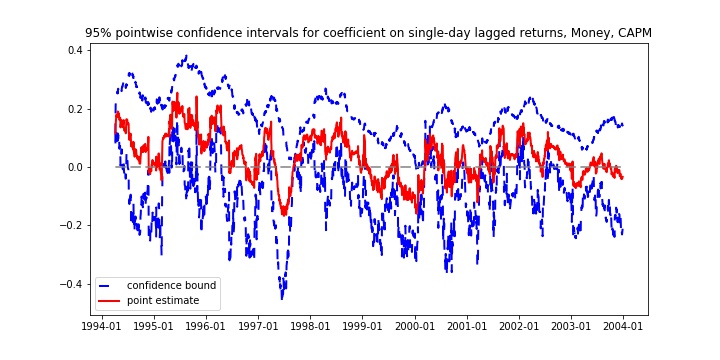 95% pointwise confidence intervals for coefficient on single-day lagged returns, Money, CAPM
0.4
0.2
0.0
−0.2
−0.4
confidence bound
point estimate
1994-01 1995-01 1996-01 1997-01 1998-01 1999-01 2000-01 2001-01 2002-01 2003-01 2004-01